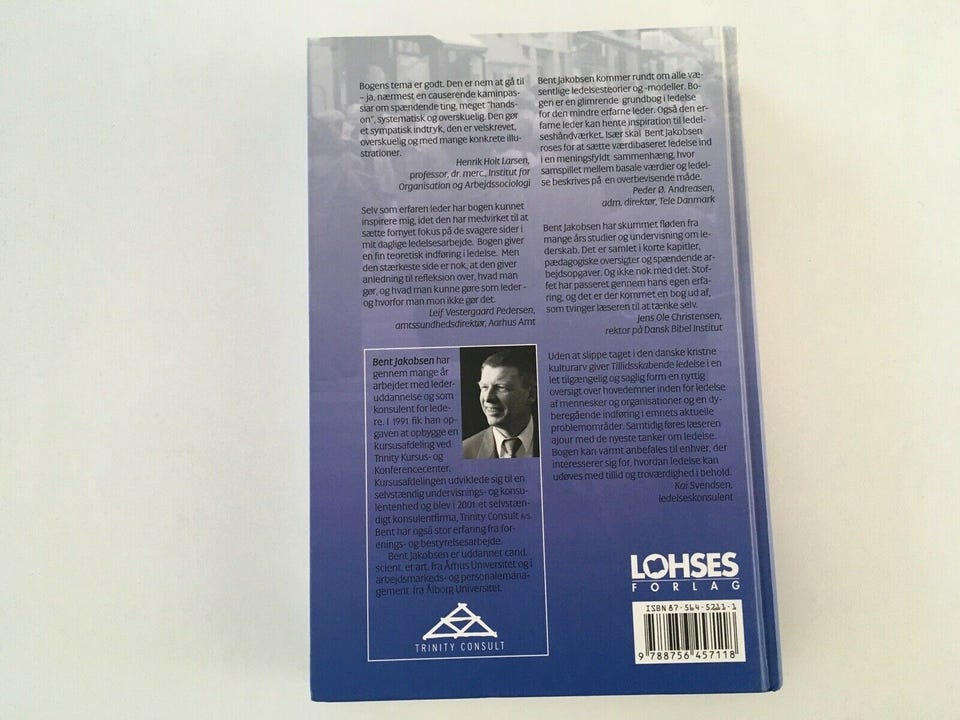 Bogens tema er godt. Den er nem at gå til
– ja, nærmest en causerende kaminpas-
siar om spændende ting, meget "hands-
on", systematisk og overskuelig. Den gør
et sympatisk indtryk, den er velskrevet,
overskuelig og med mange konkrete illu-
strationer.
Henrik Holt Larsen,
professor, dr. merc., Institut for
Organisation og Arbejdssociologi
Selv som erfaren leder har bogen kunnet
inspirere mig, idet den har medvirket til at
sætte fornyet fokus på de svagere sider i
mit daglige ledelsesarbejde. Bogen giver
en fin teoretisk indføring i ledelse. Men
den stærkeste side er nok, at den giver
anledning til refleksion over, hvad man
gør, og hvad man kunne gøre som leder -
og hvorfor man mon ikke gør det.
Leif Vestergaard Pedersen,
amtssundhedsdirektør, Aarhus Amt
Bent Jakobsen har
gennem mange år
arbejdet med leder-
uddannelse og som
konsulent for lede-
re. I 1991 fik han op-
gaven at opbygge en
kursusafdeling ved
Trinity Kursus- og
Konferencecenter.
Kursusafdelingen udviklede sig til en
selvstændig undervisnings- og konsu-
lentenhed og blev i 2001 et selvstæn-
digt konsulentfirma, Trinity Consult A/S.
Bent har også stor erfaring fra for-
enings- og bestyrelsesarbejde.
Bent Jakobsen er uddannet cand.
scient. et art. fra Århus Universitet og i
arbejdsmarkeds- og personalemana-
gement fra Ålborg Universitet.
TRINITY CONSULT
Bent Jakobsen kommer rundt om alle væ-
sentlige ledelsesteorier og -modeller. Bo-
gen er en glimrende grundbog i ledelse
for den mindre erfarne leder. Også den er-
farne leder kan hente inspiration til ledel-
seshåndværket. Især skal Bent Jakobsen
roses for at sætte værdibaseret ledelse ind
i en meningsfyldt sammenhæng, hvor
samspillet mellem basale værdier og ledel-
se beskrives på en overbevisende måde.
Peder Ø. Andreasen,
adm. direktør, Tele Danmark
Bent Jakobsen har skummet fløden fra
mange års studier og undervisning om le-
derskab. Det er samlet i korte kapitler,
pædagogiske oversigter og spændende ar-
bejdsopgaver. Og ikke nok med det: Stof-
fet har passeret gennem hans egen erfa-
ring, og det er der kommet en bog ud af,
som tvinger læseren til at tænke selv.
Jens Ole Christensen,
rektor på Dansk Bibel Institut
Uden at slippe taget i den danske kristne
kulturarv giver Tillidsskabende ledelse i en
let tilgængelig og saglig form en nyttig
oversigt over hovedemner inden for ledelse
af mennesker og organisationer og en dy-
beregående indføring i emnets aktuelle
problemområder. Samtidig føres læseren
ajour med de nyeste tanker om ledelse.
Bogen kan varmt anbefales til enhver, der
interesserer sig for, hvordan ledelse kan
udøves med tillid og troværdighed i behold.
Kai Svendsen,
ledelseskonsulent
LOHSES
FORLAG
ISBN 87-564-5211-1
9 788756 457118